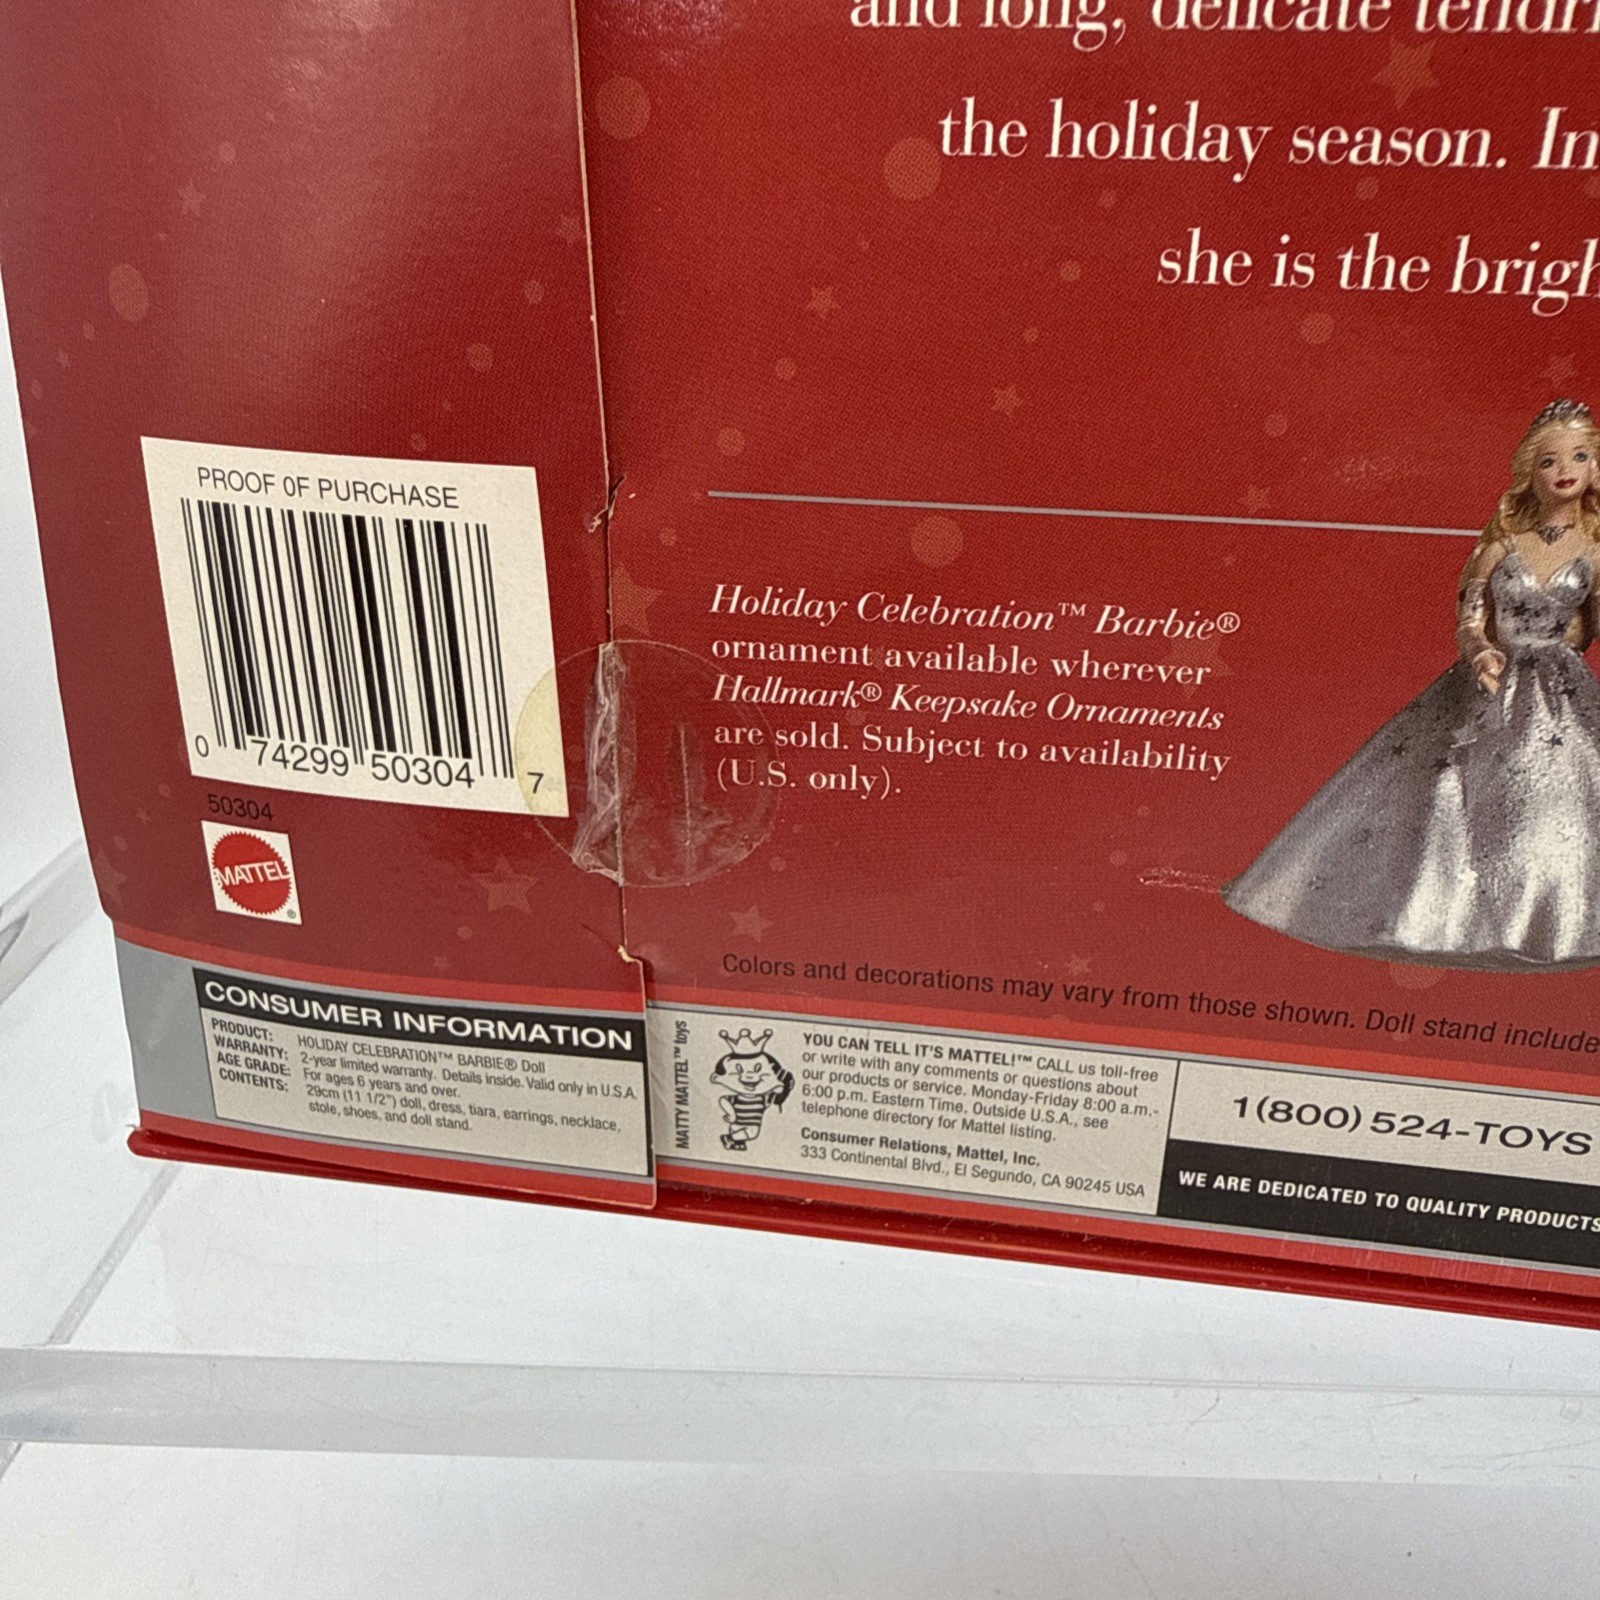 and long, delicate
the holiday season. In
she is the
PROOF OF PURCHASE
0 74299 50304 7
50304
MATTEL®
Holiday Celebration™ Barbie®
ornament available wherever
Hallmark® Keepsake Ornaments
are sold. Subject to availability
(U.S. only).
Colors and decorations may vary from those shown. Doll stand include
CONSUMER INFORMATION
PRODUCT: HOLIDAY CELEBRATION™ BARBIE® Doll
WARRANTY: 2-year limited warranty. Details inside. Valid only in U.S.A.
AGE GRADE: For ages 6 years and over.
CONTENTS: 29cm (11 1/2") doll, dress, tiara, earrings, necklace,
stole, shoes, and doll stand.
MATTY MATTEL™ toys
YOU CAN TELL IT'S MATTEL!™ CALL us toll-free
or write with any comments or questions about
our products or service. Monday-Friday 8:00 a.m.-
6:00 p.m. Eastern Time. Outside U.S.A., see
telephone directory for Mattel listing.
Consumer Relations, Mattel, Inc.
333 Continental Blvd., El Segundo, CA 90245 USA
1(800) 524-TOYS
WE ARE DEDICATED TO QUALITY PRODUCTS